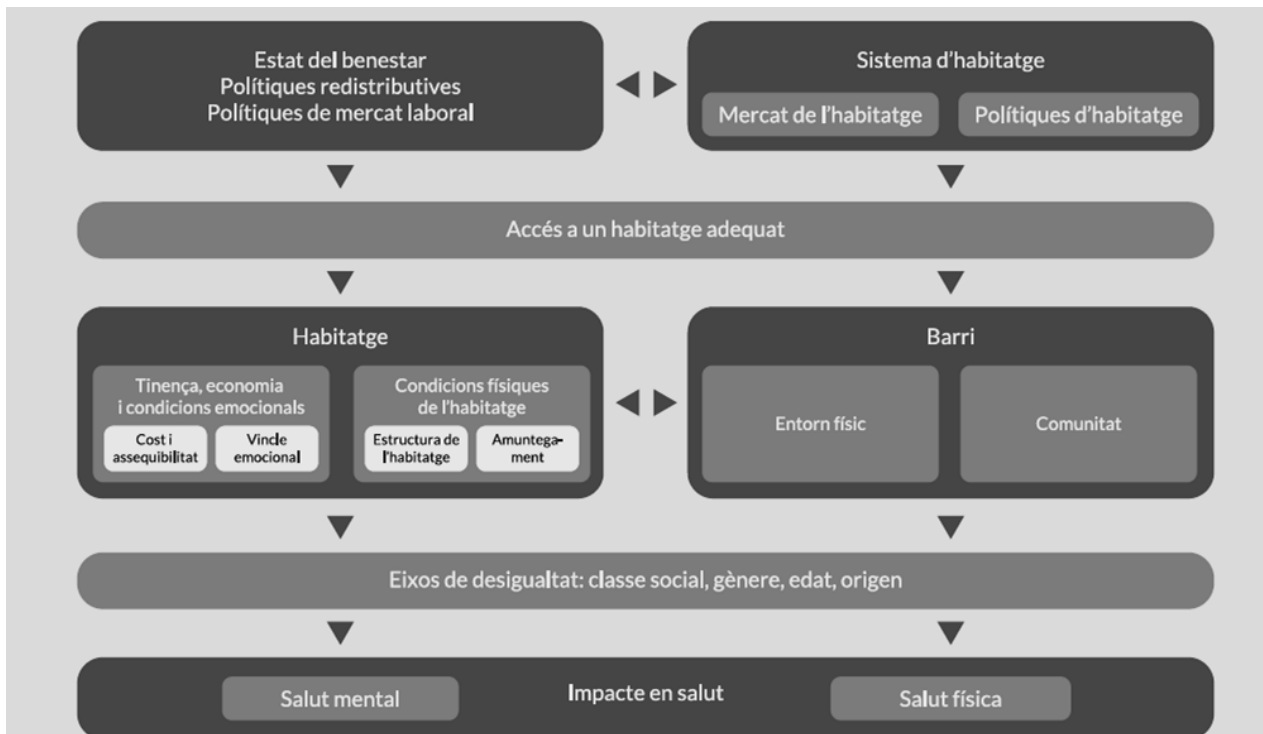 Estat del benestar
Polítiques redistributives
Polítiques de mercat laboral
Sistema d'habitatge
Mercat de l'habitatge
Polítiques d'habitatge
Accés a un habitatge adequat
Habitatge
Tinença, economia
i condicions emocionals
Cost i
assequibilitat
Vincle
emocional
Condicions físiques
de l'habitatge
Estructura de
l'habitatge
Amuntega-
ment
Barri
Entorn físic
Comunitat
Eixos de desigualtat: classe social, gènere, edat, origen
Salut mental
Impacte en salut
Salut física